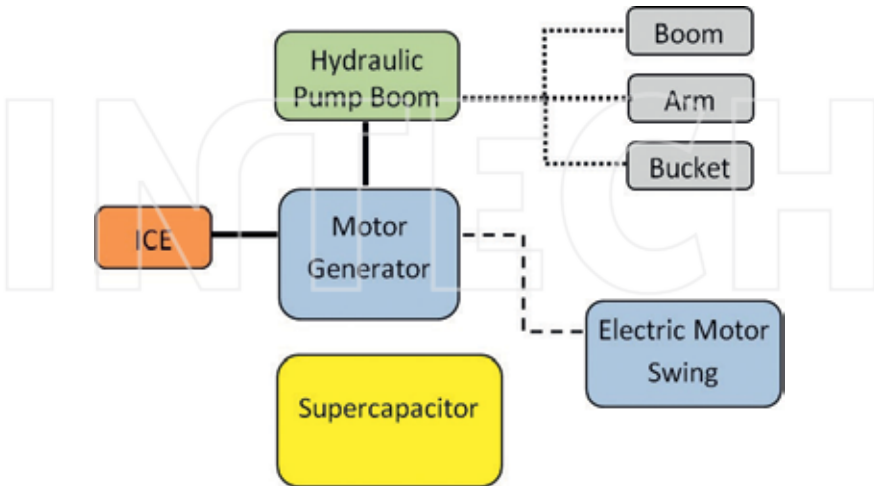 Hydraulic
Pump Boom
Boom
Arm
Bucket
ICE
Motor
Generator
Electric Motor
Swing
Supercapacitor
INTECH